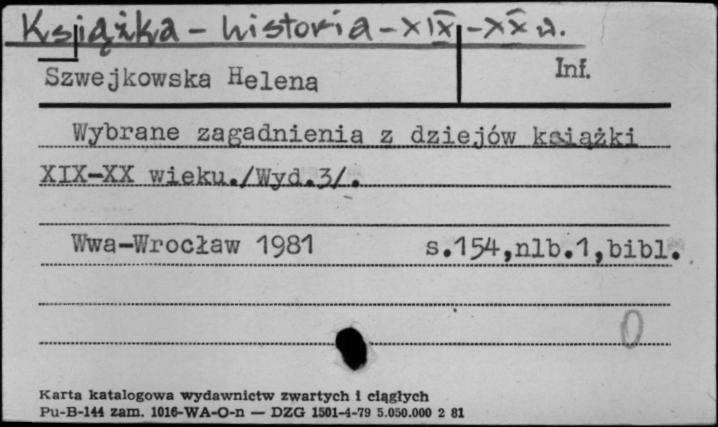 Książka - historia - XIX - XX w.
Szwejkowska Helena
Inf.
Wybrane zagadnienia z dziejów książki
XIX-XX wieku./Wyd.3/.
Wwa-Wrocław 1981 s.154,nlb.1,bibl.
0
Karta katalogowa wydawnictw zwartych i ciągłych
Pu-B-144 zam. 1016-WA-O-n — DZG 1501-4-79 5.050.000 2 81